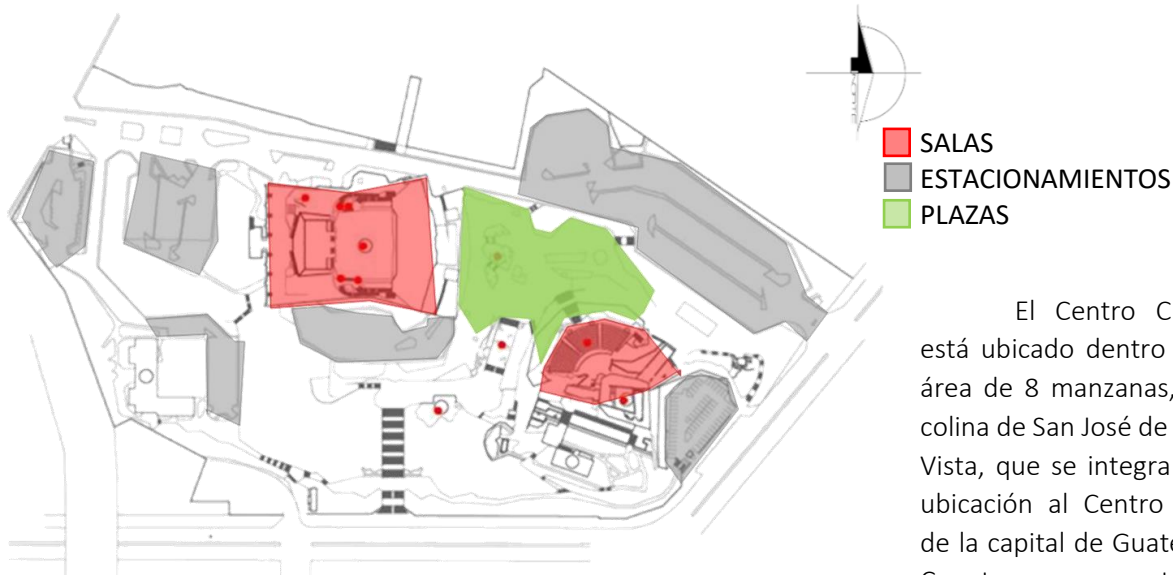 SALAS
ESTACIONAMIENTOS
PLAZAS
El Centro C
está ubicado dentro
área de 8 manzanas,
colina de San José de
Vista, que se integra
ubicación al Centro
de la capital de Guate